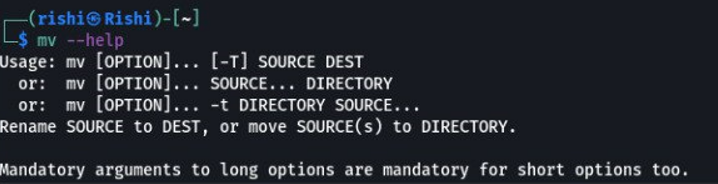 ┌──(rishi㉿Rishi)-[~]
└─$ mv --help
Usage: mv [OPTION]... [-T] SOURCE DEST
  or:  mv [OPTION]... SOURCE... DIRECTORY
  or:  mv [OPTION]... -t DIRECTORY SOURCE...
Rename SOURCE to DEST, or move SOURCE(s) to DIRECTORY.

Mandatory arguments to long options are mandatory for short options too.